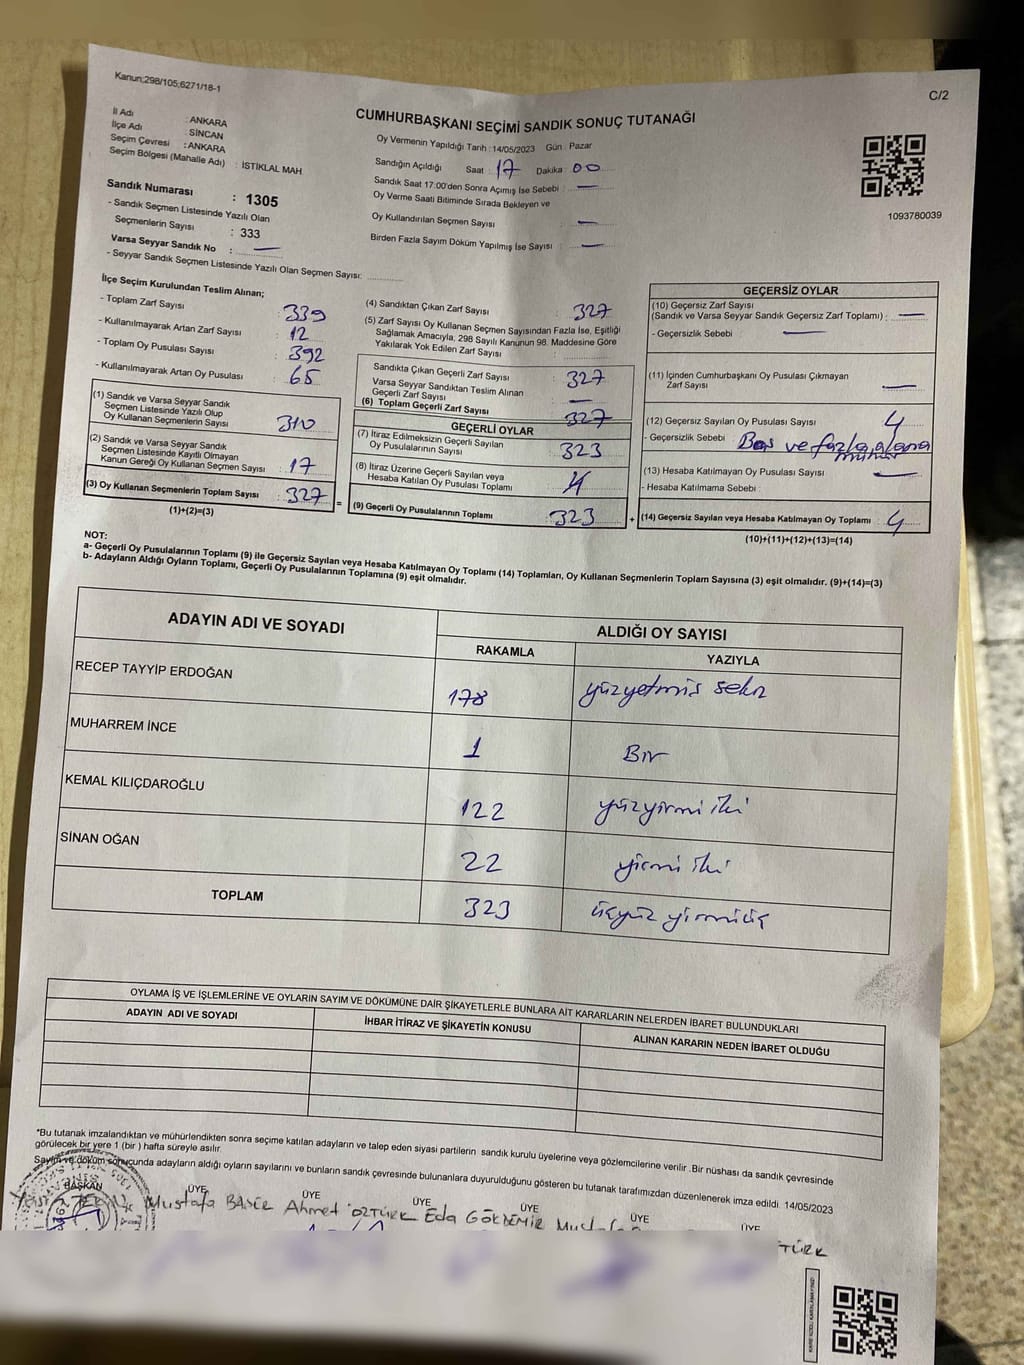 Kanun;298/105;6271/18-1
C/2
CUMHURBAŞKANI SEÇİMİ SANDIK SONUÇ TUTANAĞI
İl Adı : ANKARA
İlçe Adı : SİNCAN
Seçim Çevresi : ANKARA
Seçim Bölgesi (Mahalle Adı) : İSTİKLAL MAH.
Sandık Numarası : 1305
- Sandık Seçmen Listesinde Yazılı Olan
Seçmenlerin Sayısı : 333
Varsa Seyyar Sandık No : —
- Seyyar Sandık Seçmen Listesinde Yazılı Olan Seçmen Sayısı:
Oy Vermenin Yapıldığı Tarih :14/05/2023 Gün : Pazar
Sandığın Açıldığı Saat : 17 Dakika : 00
Sandık Saat 17:00'den Sonra Açımış İse Sebebi : —
Oy Verme Saati Bitiminde Sırada Bekleyen ve
Oy Kullandırılan Seçmen Sayısı : —
Birden Fazla Sayım Döküm Yapılmış İse Sayısı : —
1093780039
İlçe Seçim Kurulundan Teslim Alınan;
- Toplam Zarf Sayısı : 339
- Kullanılmayarak Artan Zarf Sayısı : 12
- Toplam Oy Pusulası Sayısı : 392
- Kullanılmayarak Artan Oy Pusulası : 65
(1) Sandık ve Varsa Seyyar Sandık
Seçmen Listesinde Yazılı Olup
Oy Kullanan Seçmenlerin Sayısı : 310
(2) Sandık ve Varsa Seyyar Sandık
Seçmen Listesinde Kayıtlı Olmayan
Kanun Gereği Oy Kullanan Seçmen Sayısı : 17
(3) Oy Kullanan Seçmenlerin Toplam Sayısı : 327
(1)+(2)=(3)
(4) Sandıktan Çıkan Zarf Sayısı : 327
(5) Zarf Sayısı Oy Kullanan Seçmen Sayısından Fazla İse, Eşitliği
Sağlamak Amacıyla, 298 Sayılı Kanunun 98. Maddesine Göre
Yakılarak Yok Edilen Zarf Sayısı :
Sandıkta Çıkan Geçerli Zarf Sayısı : 327
Varsa Seyyar Sandıktan Teslim Alınan
Geçerli Zarf Sayısı : —
(6) Toplam Geçerli Zarf Sayısı : 327
GEÇERLİ OYLAR
(7) İtiraz Edilmeksizin Geçerli Sayılan
Oy Pusulalarının Sayısı : 323
(8) İtiraz Üzerine Geçerli Sayılan veya
Hesaba Katılan Oy Pusulası Toplamı :
= (9) Geçerli Oy Pusulalarının Toplamı : 323
GEÇERSİZ OYLAR
(10) Geçersiz Zarf Sayısı
(Sandık ve Varsa Seyyar Sandık Geçersiz Zarf Toplamı) : —
- Geçersizlik Sebebi : —
(11) İçinden Cumhurbaşkanı Oy Pusulası Çıkmayan
Zarf Sayısı : —
(12) Geçersiz Sayılan Oy Pusulası Sayısı : 4
- Geçersizlik Sebebi : Boş ve fazla alana mühür
(13) Hesaba Katılmayan Oy Pusulası Sayısı : —
- Hesaba Katılmama Sebebi :
+ (14) Geçersiz Sayılan veya Hesaba Katılmayan Oy Toplamı : 4
(10)+(11)+(12)+(13)=(14)
NOT:
a- Geçerli Oy Pusulalarının Toplamı (9) ile Geçersiz Sayılan veya Hesaba Katılmayan Oy Toplamı (14) Toplamları, Oy Kullanan Seçmenlerin Toplam Sayısına (3) eşit olmalıdır. (9)+(14)=(3)
b- Adayların Aldığı Oyların Toplamı, Geçerli Oy Pusulalarının Toplamına (9) eşit olmalıdır.
ADAYIN ADI VE SOYADI ALDIĞI OY SAYISI
RAKAMLA YAZIYLA
RECEP TAYYİP ERDOĞAN 178 yüzyetmiş sekiz
MUHARREM İNCE 1 Bir
KEMAL KILIÇDAROĞLU 122 yüzyirmi iki
SİNAN OĞAN 22 yirmi iki
TOPLAM 323 üçyüz yirmiüç
OYLAMA İŞ VE İŞLEMLERİNE VE OYLARIN SAYIM VE DÖKÜMÜNE DAİR ŞİKAYETLERLE BUNLARA AİT KARARLARIN NELERDEN İBARET BULUNDUKLARI
ADAYIN ADI VE SOYADI İHBAR İTİRAZ VE ŞİKAYETİN KONUSU ALINAN KARARIN NEDEN İBARET OLDUĞU
*Bu tutanak imzalandıktan ve mühürlendikten sonra seçime katılan adayların ve talep eden siyasi partilerin sandık kurulu üyelerine veya gözlemcilerine verilir .Bir nüshası da sandık çevresinde
görülecek bir yere 1 (bir ) hafta süreyle asılır.
Sayım ve döküm sonucunda adayların aldığı oyların sayılarını ve bunların sandık çevresinde bulunanlara duyurulduğunu gösteren bu tutanak tarafımızdan düzenlenerek imza edildi. 14/05/2023
BAŞKAN ÜYE ÜYE ÜYE ÜYE ÜYE ÜYE
Mustafa Ahmet ÖZTÜRK Eda GÖKDEMİR
TÜRK